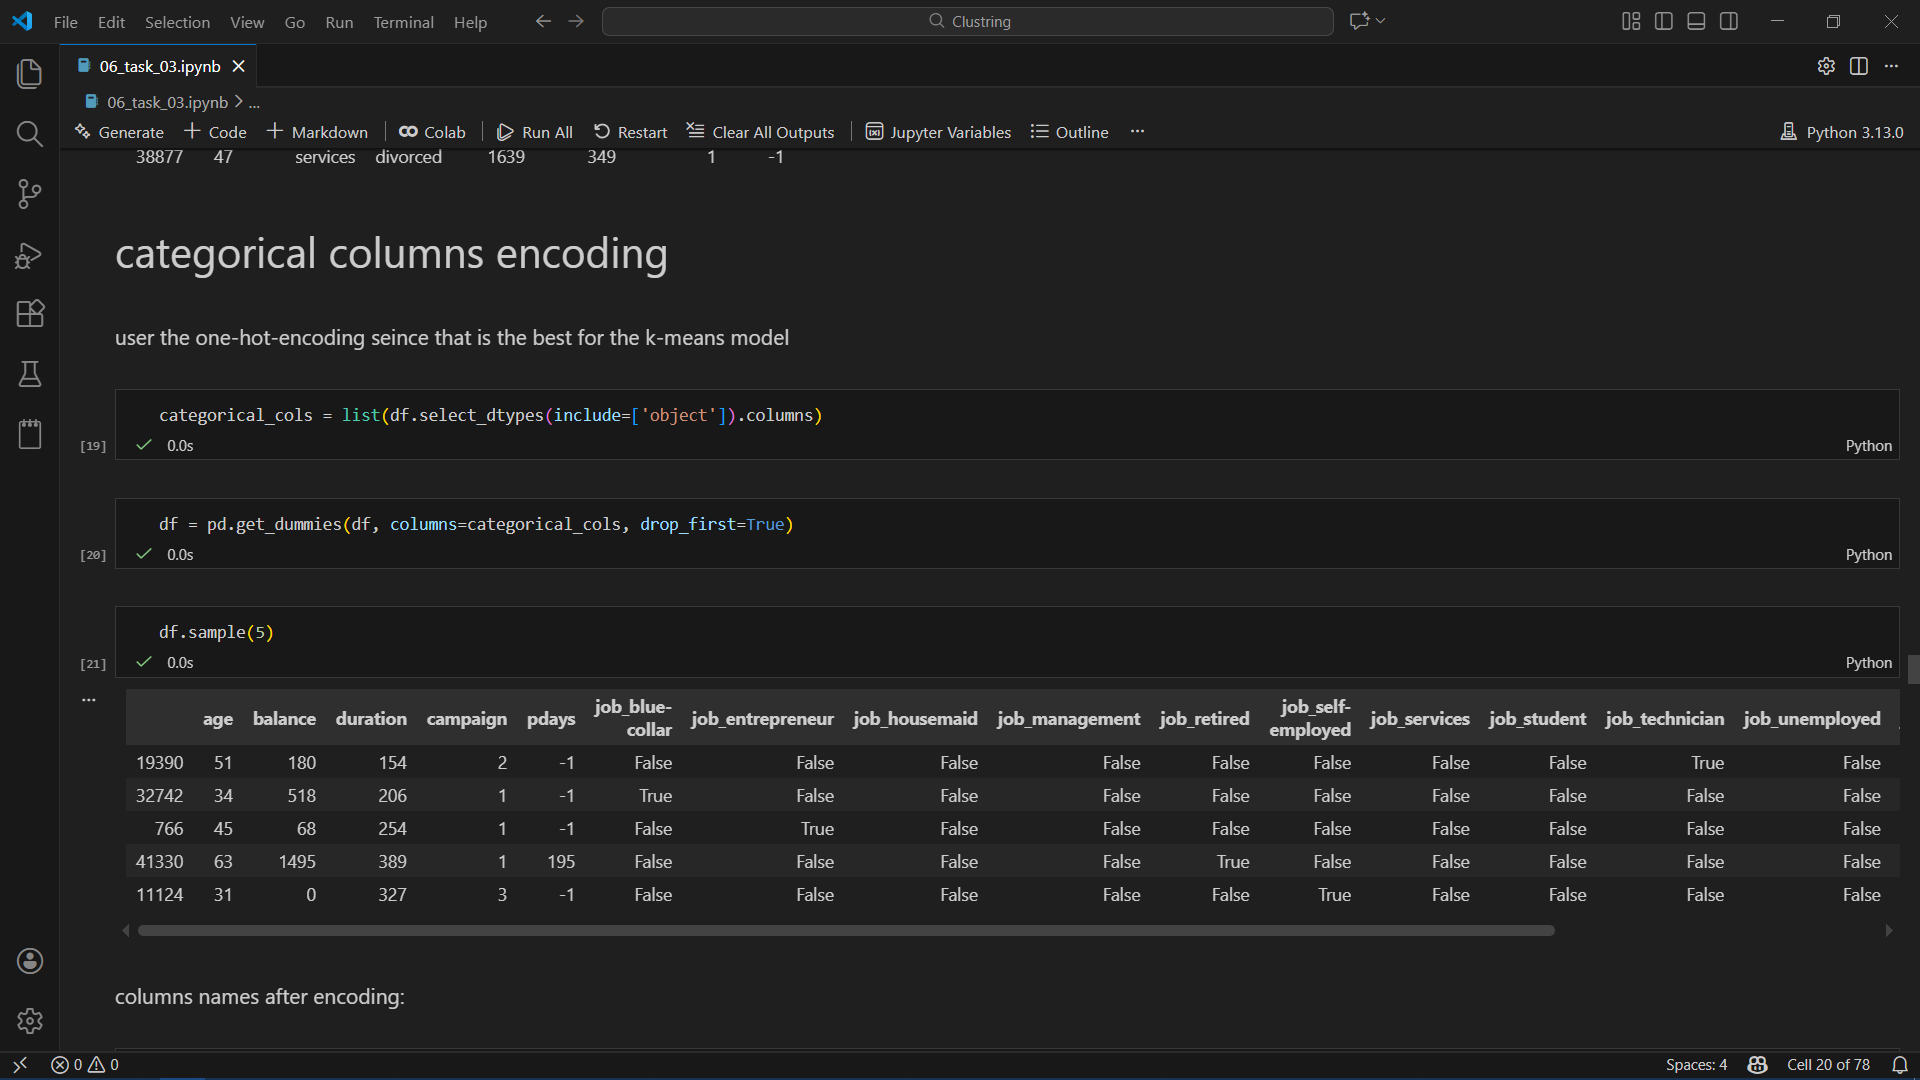 File Edit Selection View Go Run Terminal Help Clustring
06_task_03.ipynb
06_task_03.ipynb > ...
Generate + Code + Markdown Colab Run All Restart Clear All Outputs Jupyter Variables Outline ... Python 3.13.0
38877 47 services divorced 1639 349 1 -1
categorical columns encoding
user the one-hot-encoding seince that is the best for the k-means model
categorical_cols = list(df.select_dtypes(include=['object']).columns)
[19] 0.0s Python
df = pd.get_dummies(df, columns=categorical_cols, drop_first=True)
[20] 0.0s Python
df.sample(5)
[21] 0.0s Python
...
age balance duration campaign pdays job_blue-collar job_entrepreneur job_housemaid job_management job_retired job_self-employed job_services job_student job_technician job_unemployed
19390 51 180 154 2 -1 False False False False False False False False True False
32742 34 518 206 1 -1 True False False False False False False False False False
766 45 68 254 1 -1 False True False False False False False False False False
41330 63 1495 389 1 195 False False False False True False False False False False
11124 31 0 327 3 -1 False False False False False True False False False False
columns names after encoding:
0 0 Spaces: 4 Cell 20 of 78